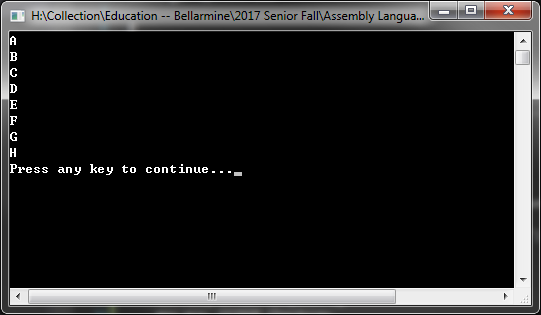 H:\Collection\Education -- Bellarmine\2017 Senior Fall\Assembly Langua...
A
B
C
D
E
F
G
H
Press any key to continue..._